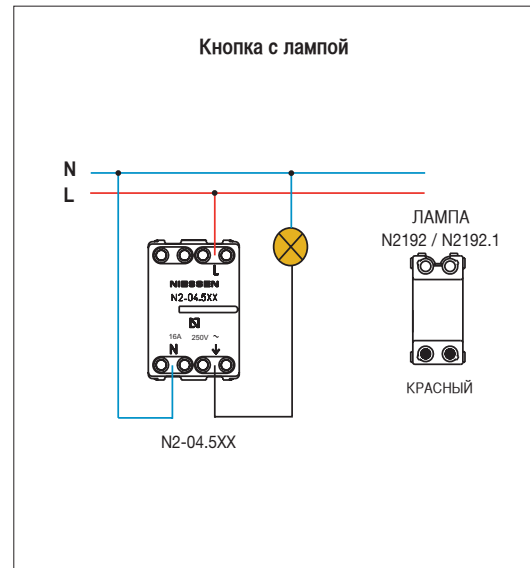 Кнопка с лампой
N
L
ЛАМПА
N2192 / N2192.1
L
NIESSEN
N2-04.5XX
16A 250V ~
N
КРАСНЫЙ
N2-04.5XX